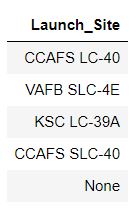 Launch_Site
CCAFS LC-40
VAFB SLC-4E
KSC LC-39A
CCAFS SLC-40
None